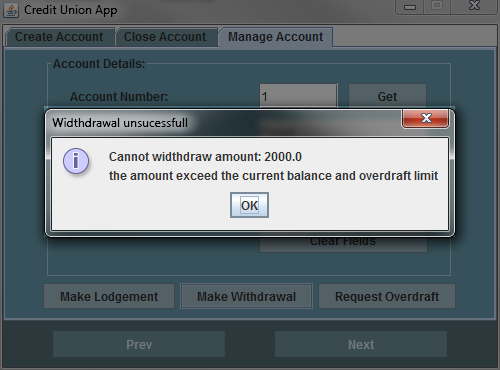 Credit Union App
Create Account Close Account Manage Account
Account Details:
Account Number: 1 Get
Widthdrawal unsucessfull
Cannot widthdraw amount: 2000.0
the amount exceed the current balance and overdraft limit
OK
Clear Fields
Make Lodgement Make Withdrawal Request Overdraft
Prev Next